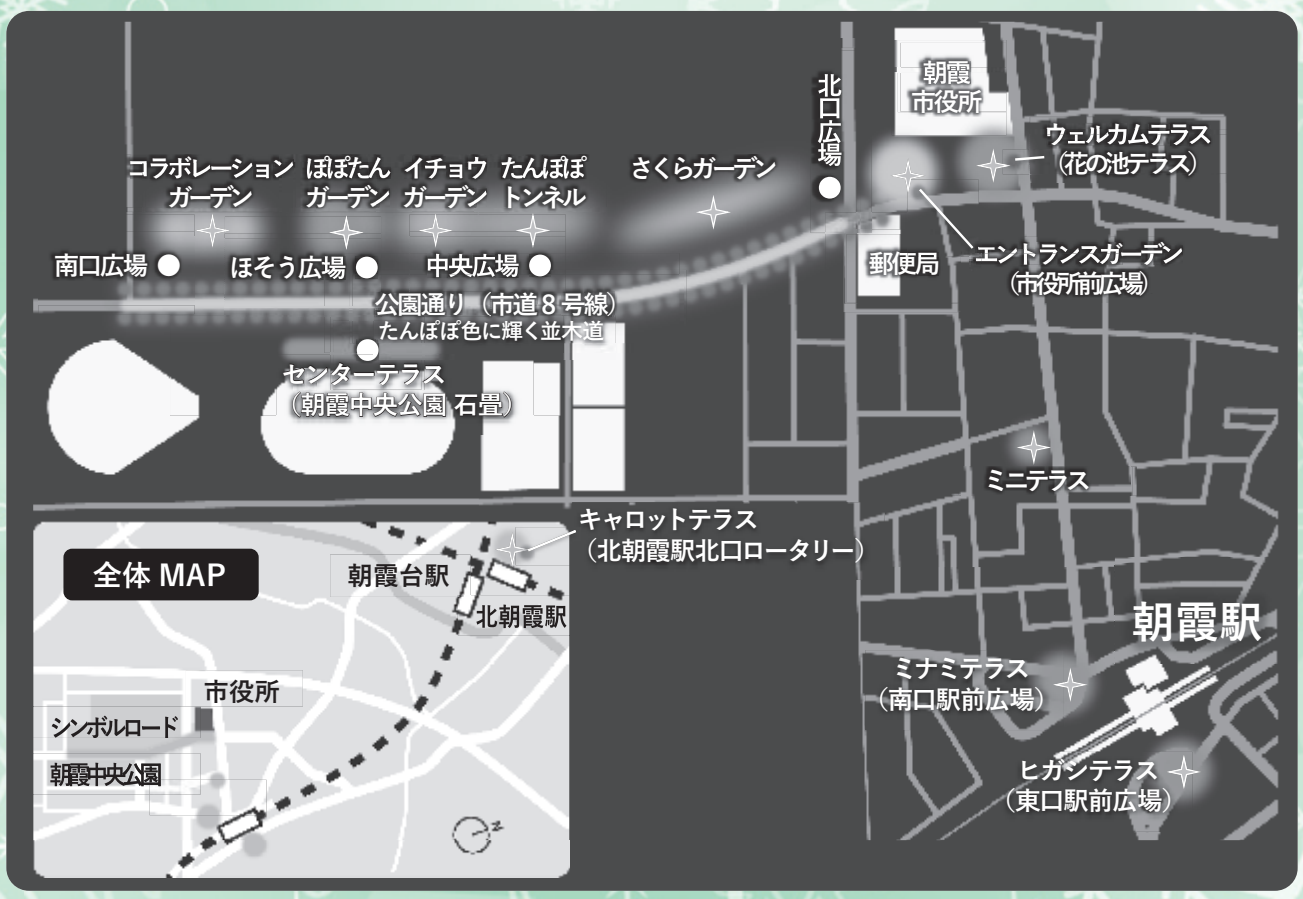 朝霞
市役所
北口広場
ウェルカムテラス
（花の池テラス）
コラボレーション
ガーデン
ぽぽたん
ガーデン
イチョウ
ガーデン
たんぽぽ
トンネル
さくらガーデン
南口広場
ほそう広場
中央広場
郵便局
エントランスガーデン
（市役所前広場）
公園通り（市道８号線）
たんぽぽ色に輝く並木道
センターテラス
（朝霞中央公園 石畳）
ミニテラス
キャロットテラス
（北朝霞駅北口ロータリー）
全体 MAP
朝霞台駅
北朝霞駅
市役所
シンボルロード
朝霞中央公園
N
朝霞駅
ミナミテラス
（南口駅前広場）
ヒガシテラス
（東口駅前広場）